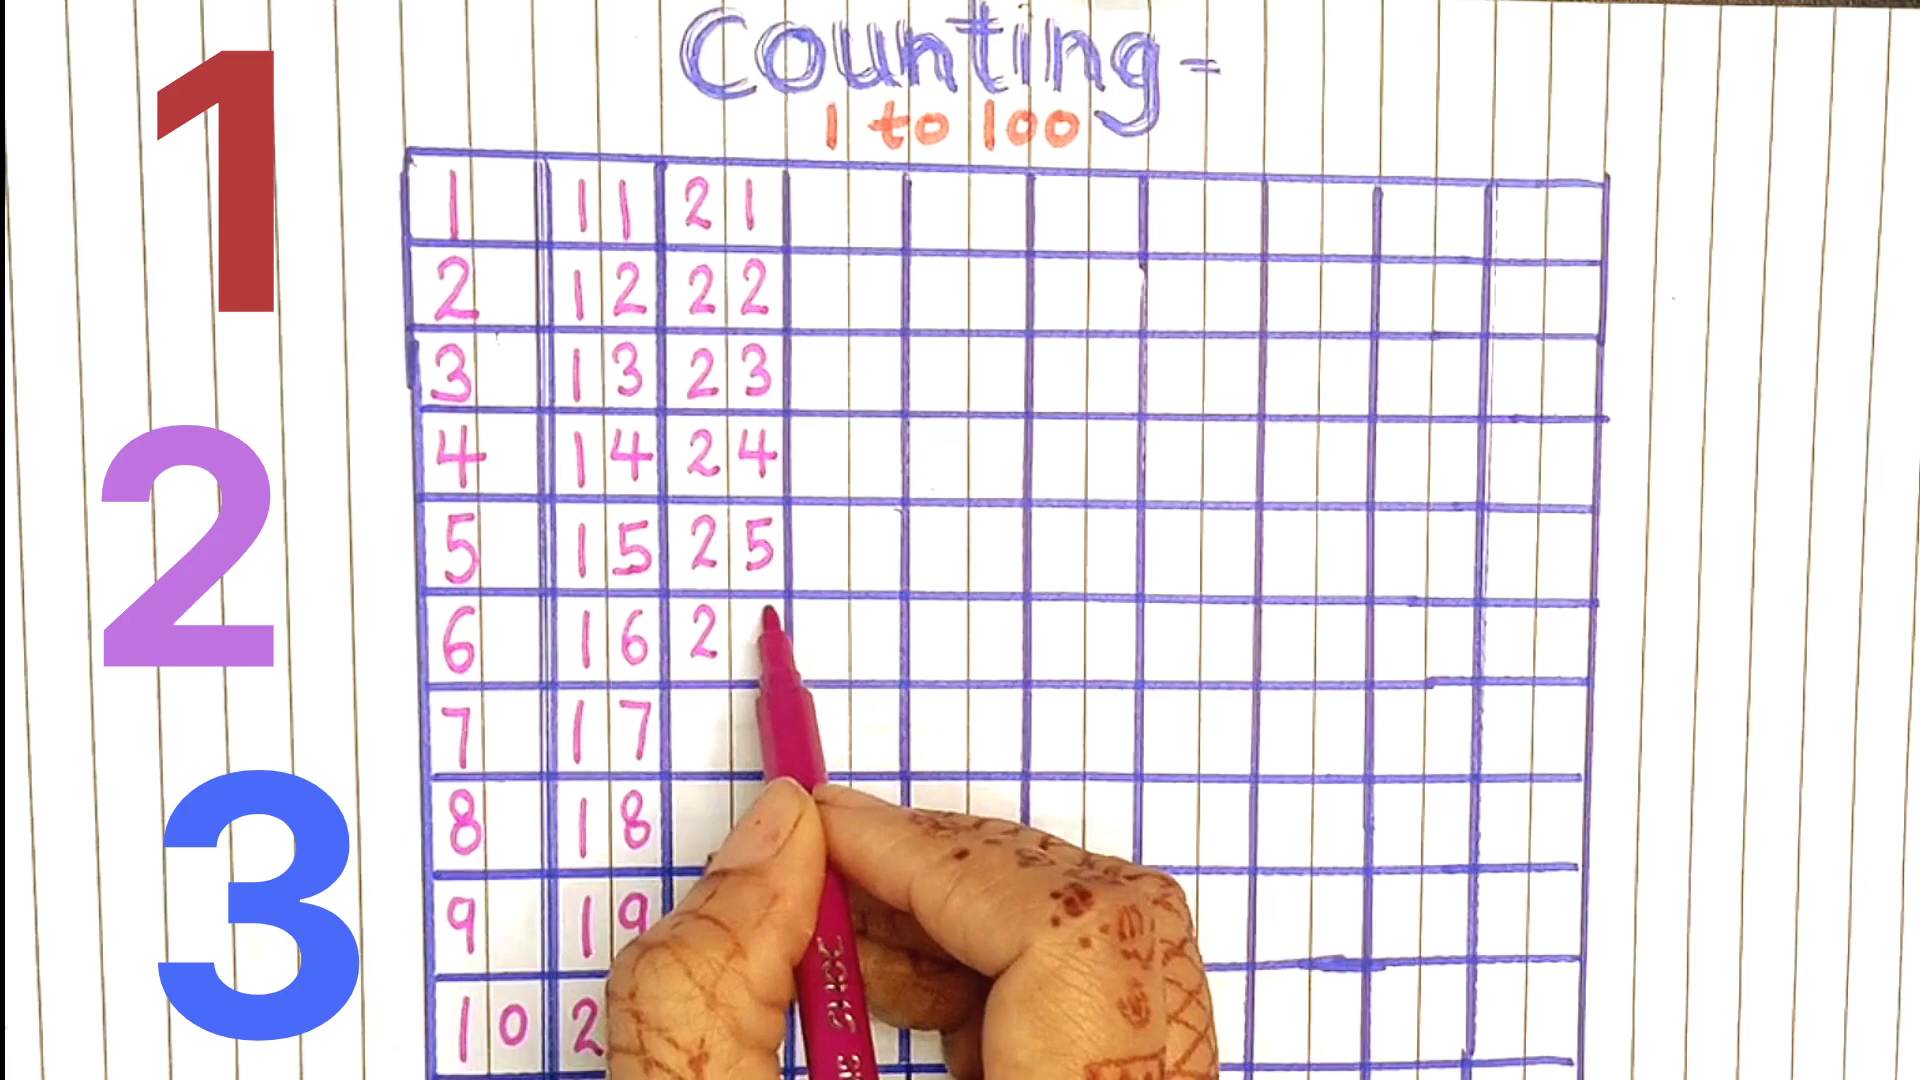 Counting =
1 to 100
1 11 21
2 12 22
3 13 23
4 14 24
5 15 25
6 16 2
7 17
8 18
9 19
10 2
1
2
3